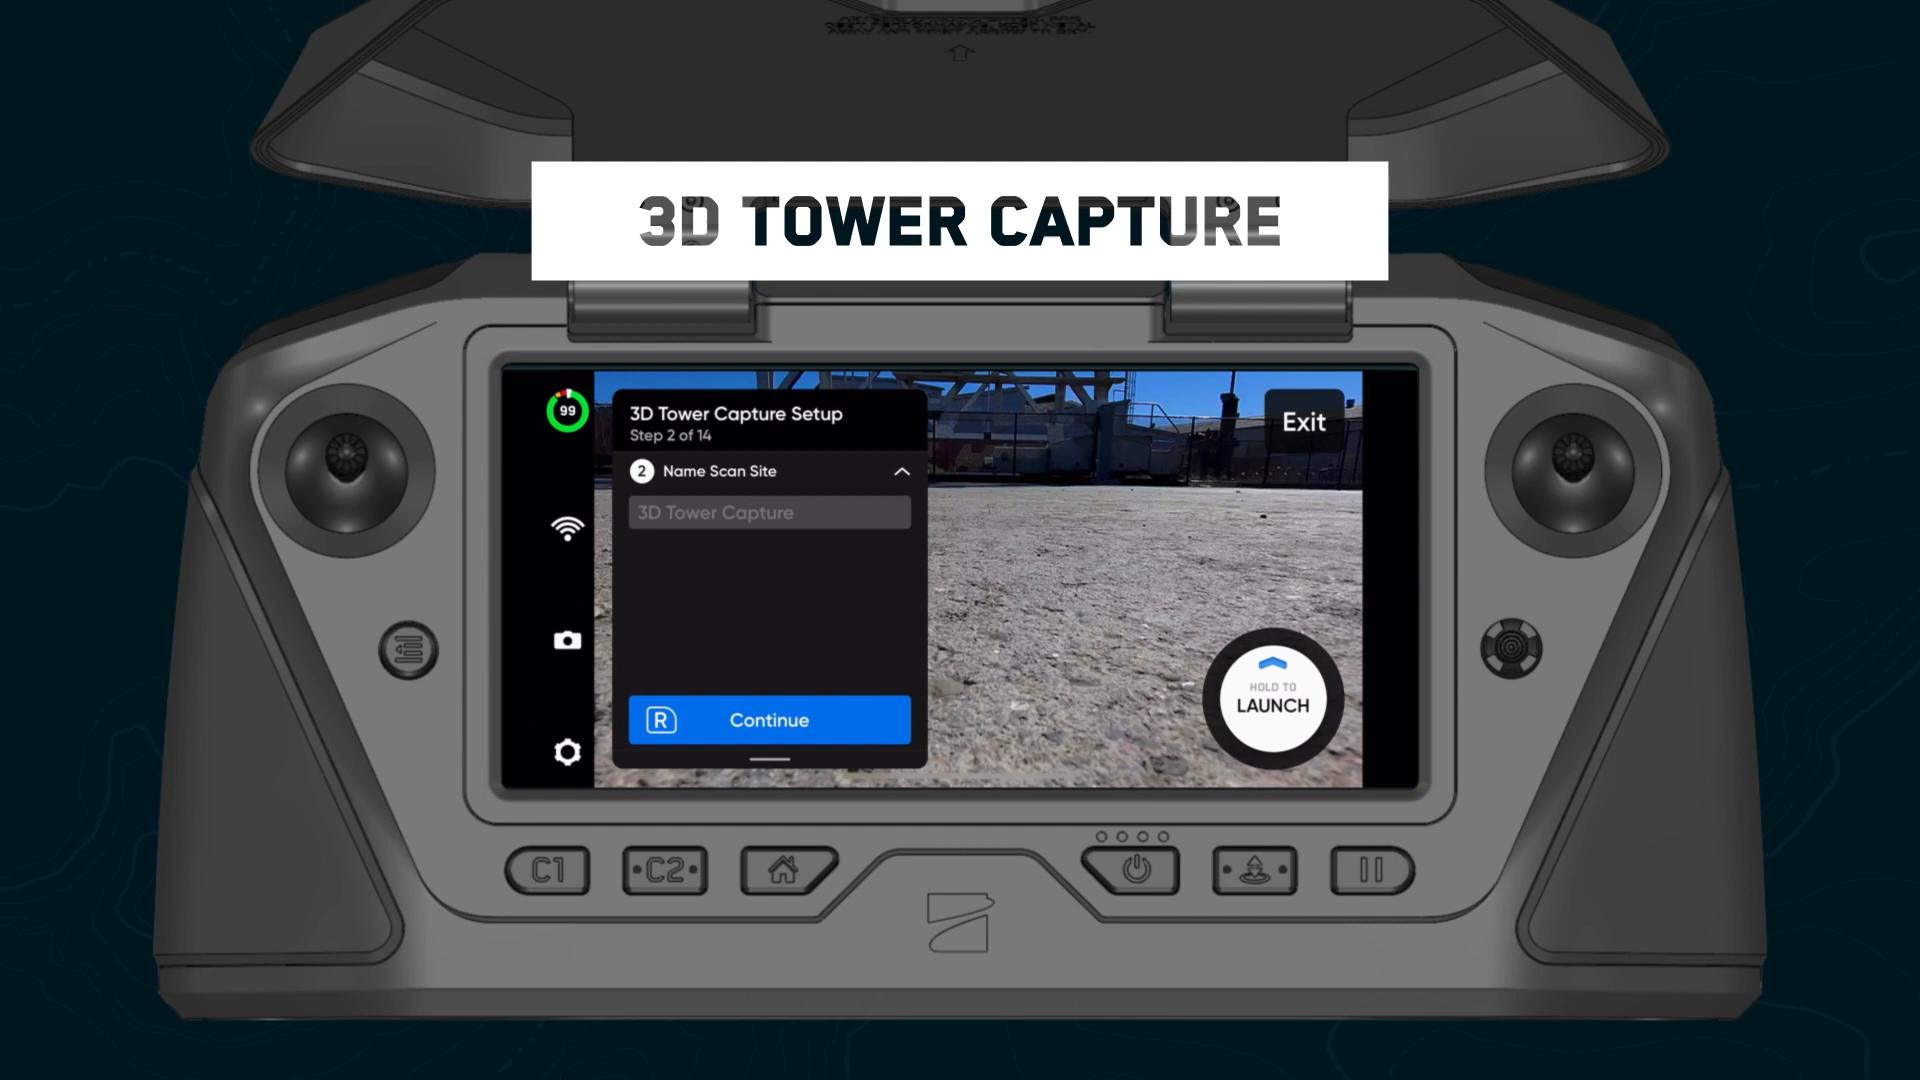 3D TOWER CAPTURE
99
3D Tower Capture Setup
Step 2 of 14
2 Name Scan Site
3D Tower Capture
R Continue
Exit
HOLD TO
LAUNCH
C1
C2